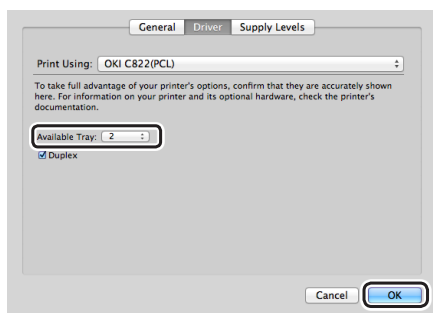 General Driver Supply Levels
Print Using: OKI C822(PCL)
To take full advantage of your printer's options, confirm that they are accurately shown
here. For information on your printer and its optional hardware, check the printer's
documentation.
Available Tray: 2
Duplex
Cancel OK